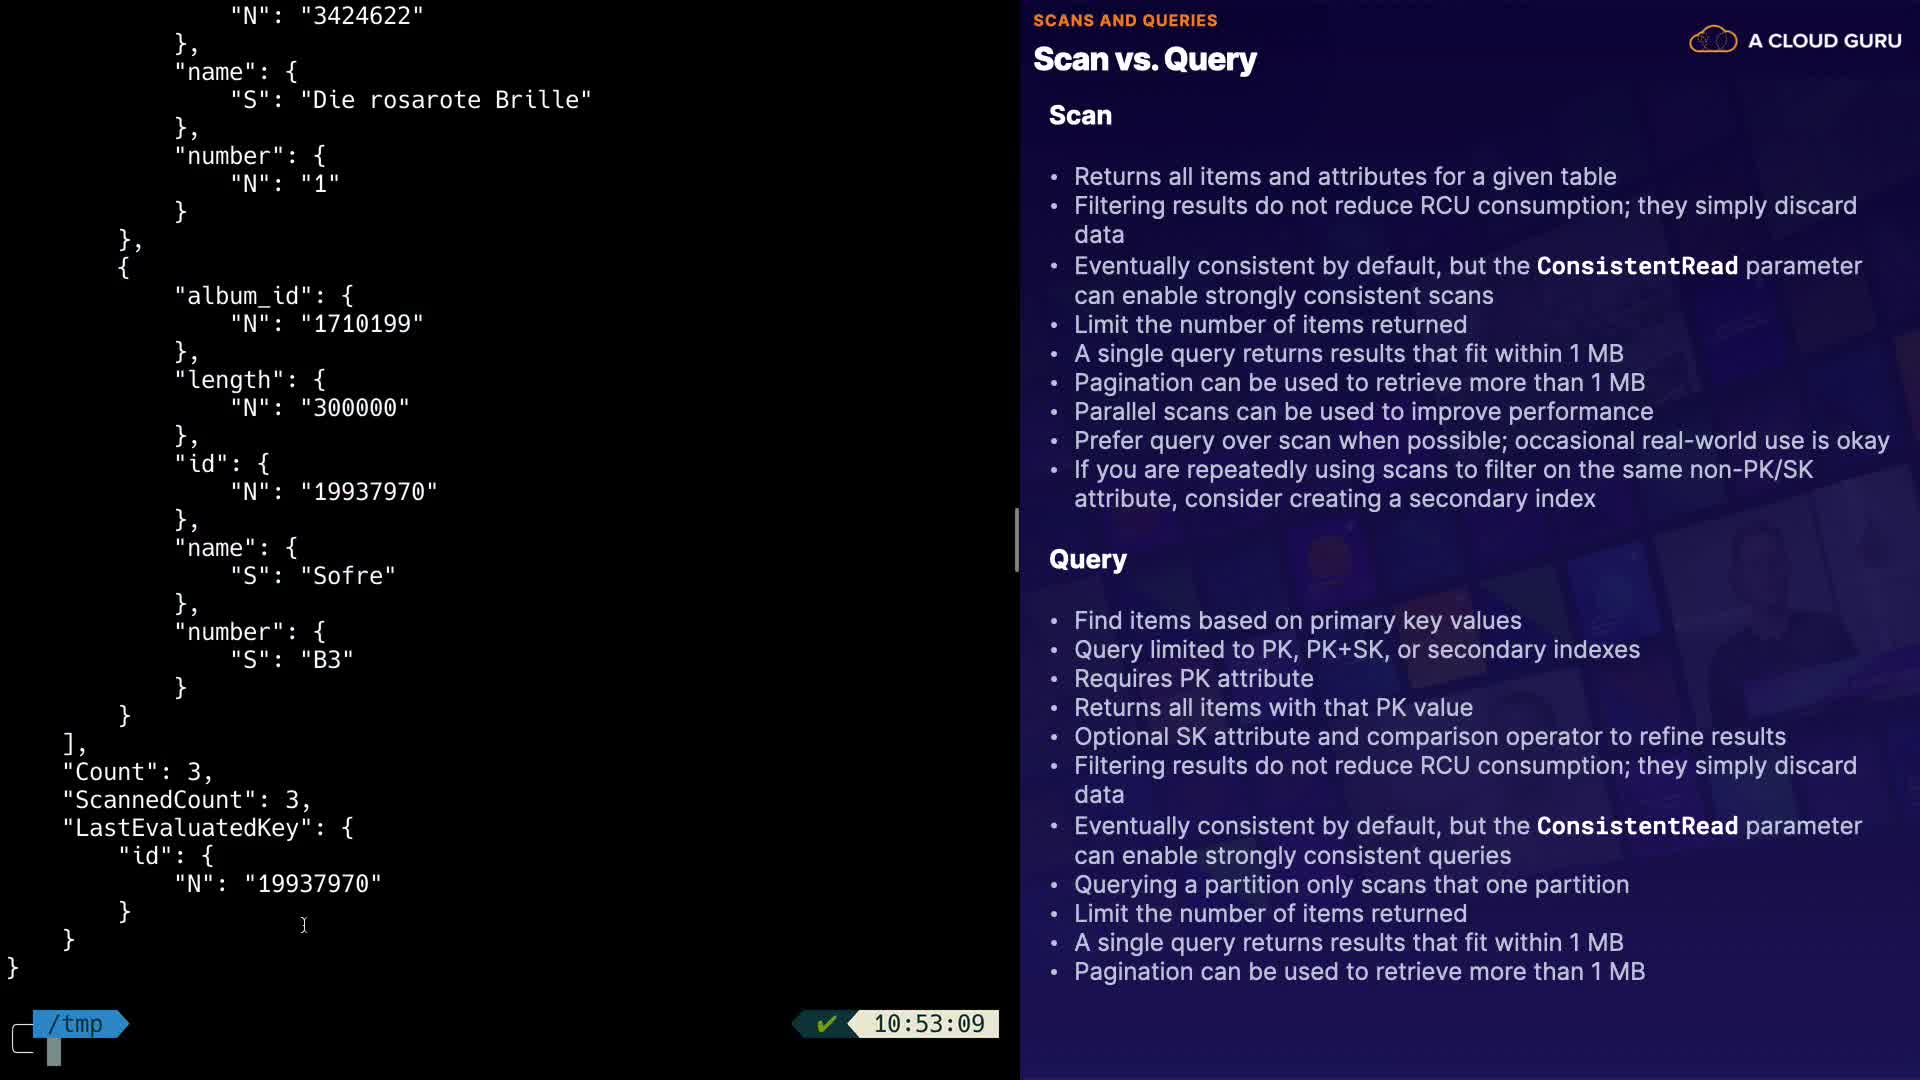 "N": "3424622"
},
"name": {
"S": "Die rosarote Brille"
},
"number": {
"N": "1"
}
},
{
"album_id": {
"N": "1710199"
},
"length": {
"N": "300000"
},
"id": {
"N": "19937970"
},
"name": {
"S": "Sofre"
},
"number": {
"S": "B3"
}
}
],
"Count": 3,
"ScannedCount": 3,
"LastEvaluatedKey": {
"id": {
"N": "19937970"
}
}
}
/tmp
✔ 10:53:09
SCANS AND QUERIES
Scan vs. Query
A CLOUD GURU
Scan
• Returns all items and attributes for a given table
• Filtering results do not reduce RCU consumption; they simply discard
data
• Eventually consistent by default, but the ConsistentRead parameter
can enable strongly consistent scans
• Limit the number of items returned
• A single query returns results that fit within 1 MB
• Pagination can be used to retrieve more than 1 MB
• Parallel scans can be used to improve performance
• Prefer query over scan when possible; occasional real-world use is okay
• If you are repeatedly using scans to filter on the same non-PK/SK
attribute, consider creating a secondary index
Query
• Find items based on primary key values
• Query limited to PK, PK+SK, or secondary indexes
• Requires PK attribute
• Returns all items with that PK value
• Optional SK attribute and comparison operator to refine results
• Filtering results do not reduce RCU consumption; they simply discard
data
• Eventually consistent by default, but the ConsistentRead parameter
can enable strongly consistent queries
• Querying a partition only scans that one partition
• Limit the number of items returned
• A single query returns results that fit within 1 MB
• Pagination can be used to retrieve more than 1 MB